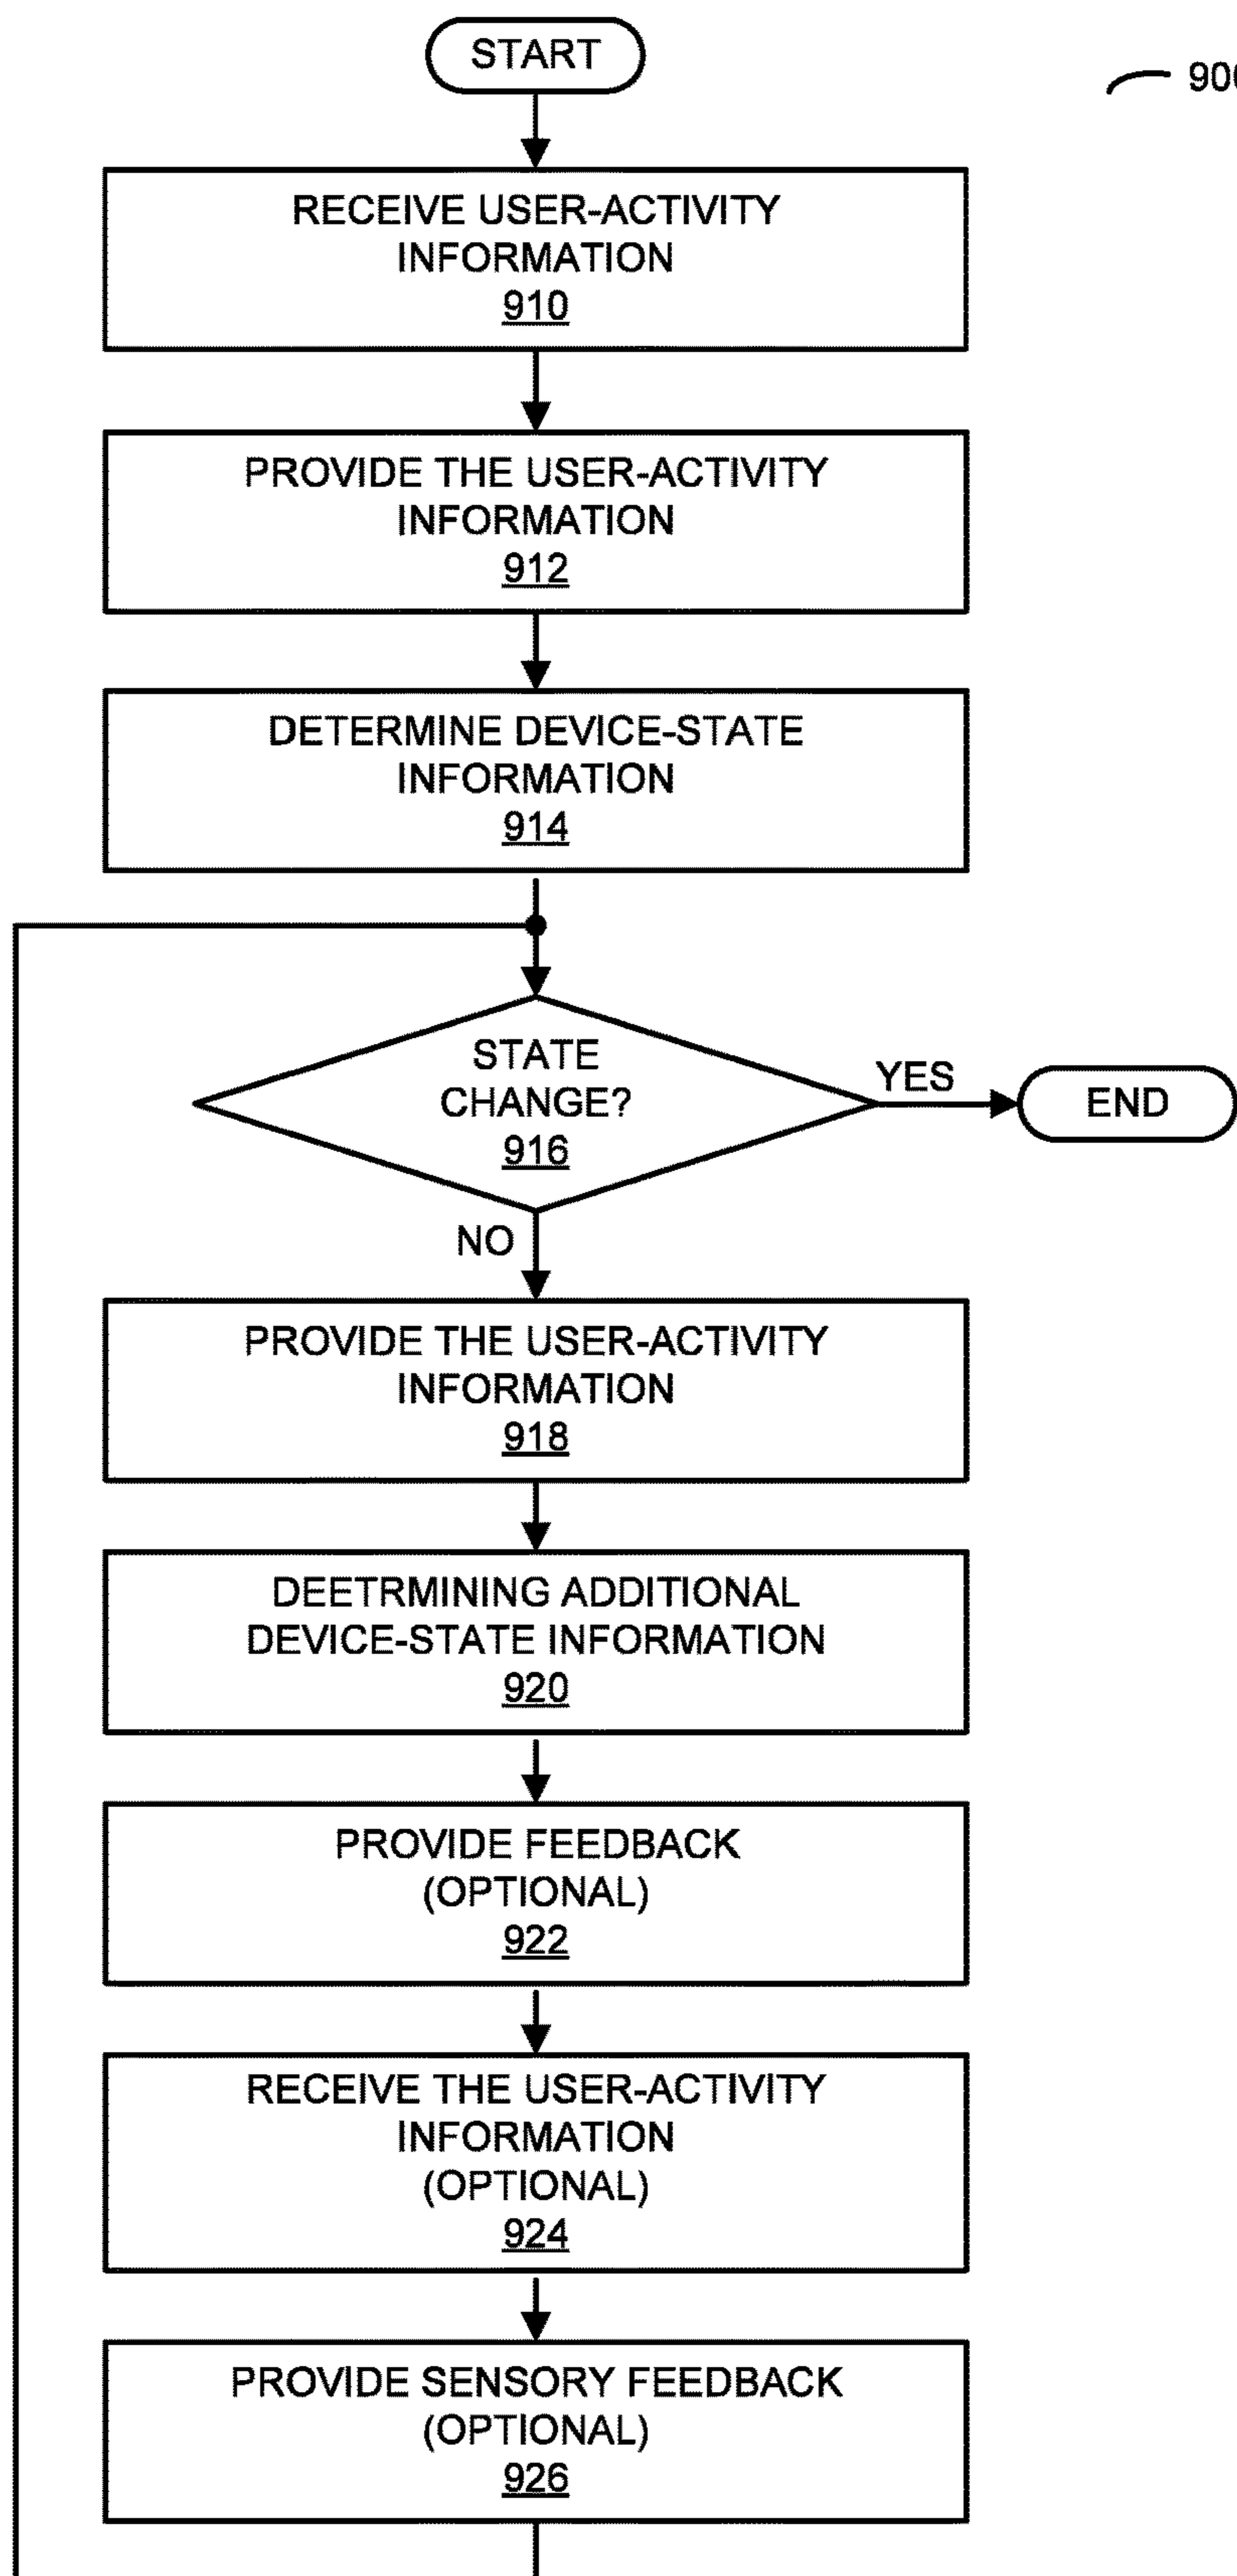 START
900
RECEIVE USER-ACTIVITY
INFORMATION
910
PROVIDE THE USER-ACTIVITY
INFORMATION
912
DETERMINE DEVICE-STATE
INFORMATION
914
STATE
CHANGE?
916
YES
END
NO
PROVIDE THE USER-ACTIVITY
INFORMATION
918
DEETRMINING ADDITIONAL
DEVICE-STATE INFORMATION
920
PROVIDE FEEDBACK
(OPTIONAL)
922
RECEIVE THE USER-ACTIVITY
INFORMATION
(OPTIONAL)
924
PROVIDE SENSORY FEEDBACK
(OPTIONAL)
926